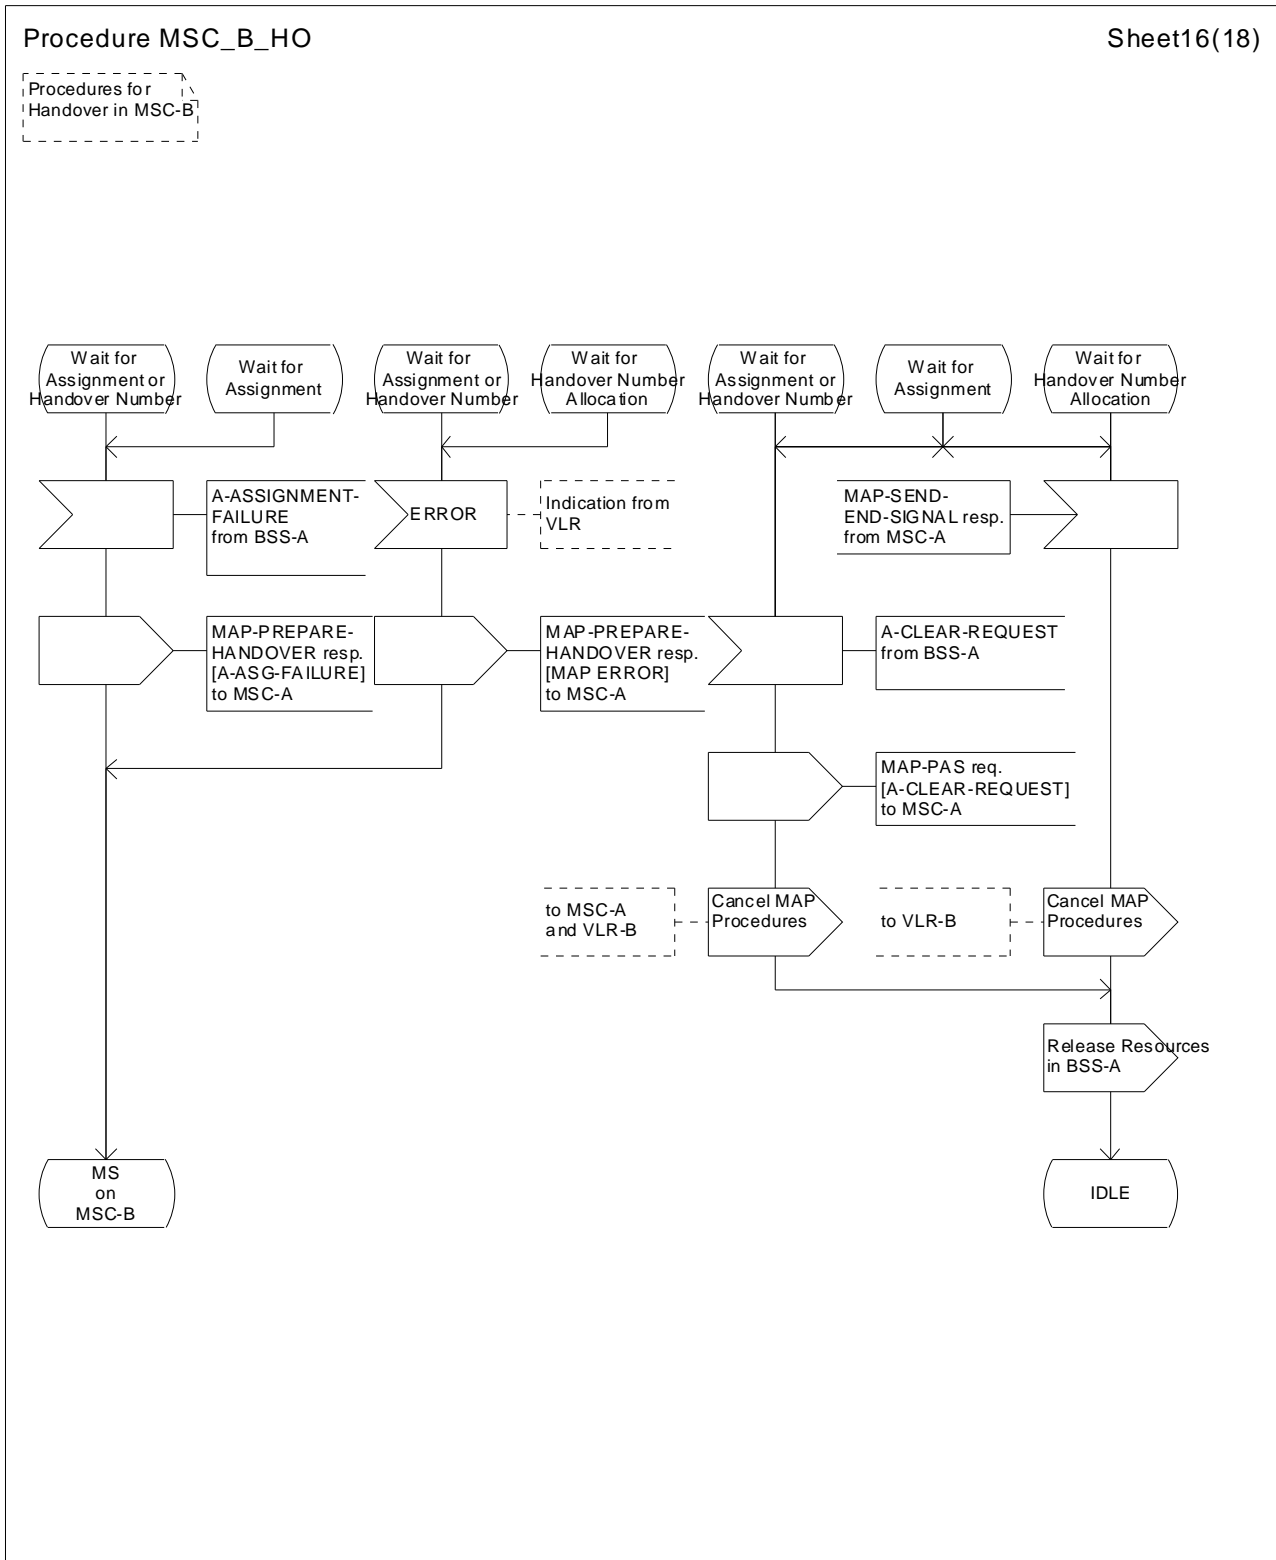 Procedure MSC_B_HO
Sheet16(18)
Procedures for
Handover in MSC-B
Wait for
Assignment or
Handover Number
Wait for
Assignment
Wait for
Assignment or
Handover Number
Wait for
Handover Number
Allocation
Wait for
Assignment or
Handover Number
Wait for
Assignment
Wait for
Handover Number
Allocation
A-ASSIGNMENT-
FAILURE
from BSS-A
ERROR
Indication from
VLR
MAP-SEND-
END-SIGNAL resp.
from MSC-A
MAP-PREPARE-
HANDOVER resp.
[A-ASG-FAILURE]
to MSC-A
MAP-PREPARE-
HANDOVER resp.
[MAP ERROR]
to MSC-A
A-CLEAR-REQUEST
from BSS-A
MAP-PAS req.
[A-CLEAR-REQUEST]
to MSC-A
to MSC-A
and VLR-B
Cancel MAP
Procedures
to VLR-B
Cancel MAP
Procedures
Release Resources
in BSS-A
MS
on
MSC-B
IDLE